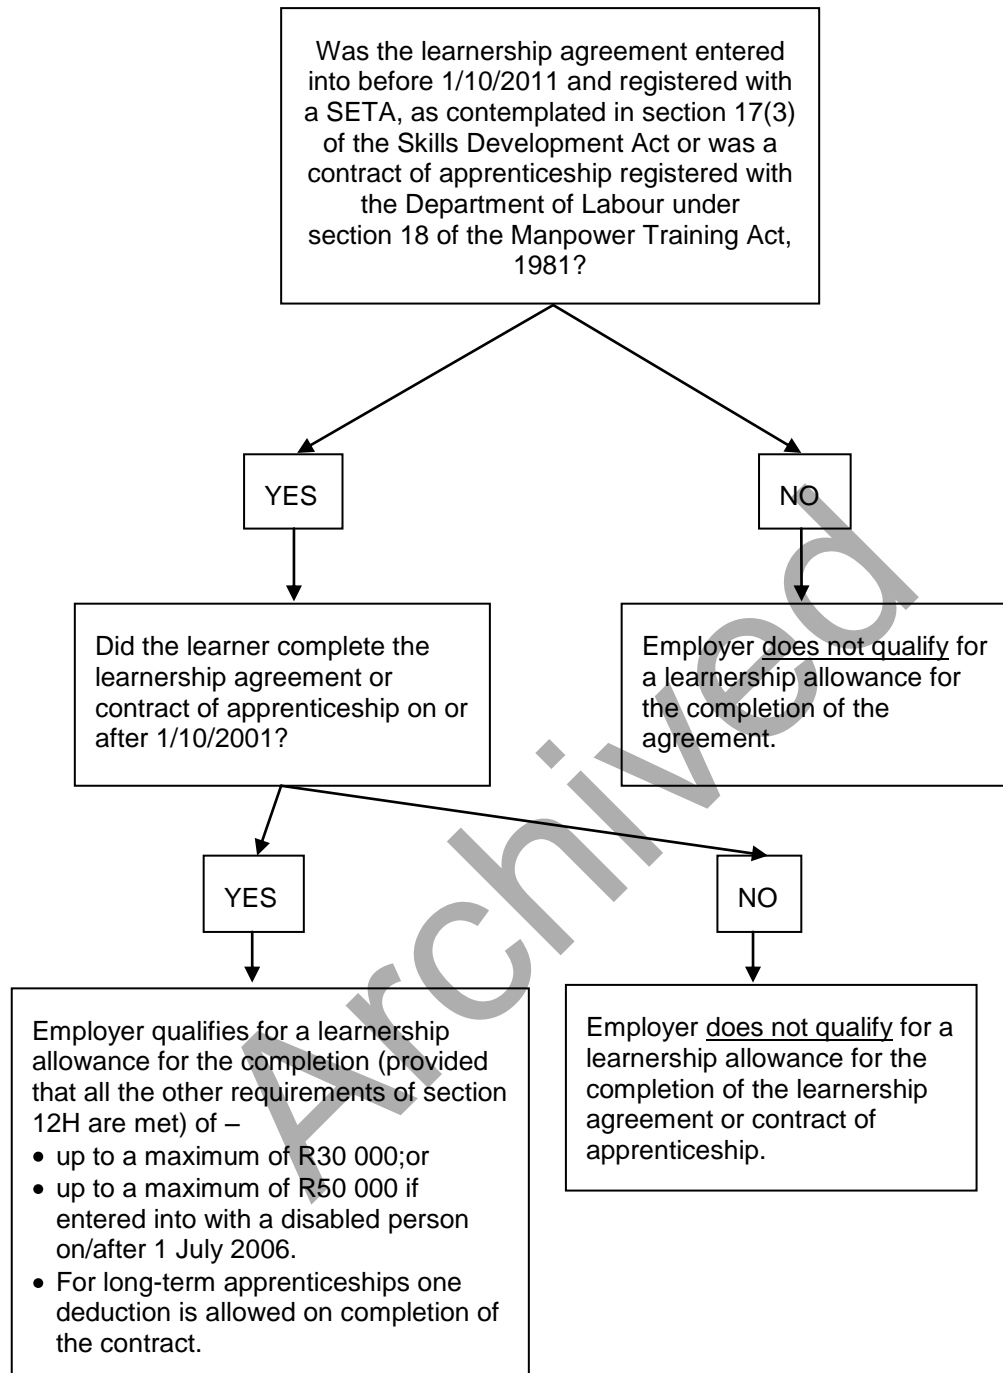 Was the learnership agreement entered
into before 1/10/2011 and registered with
a SETA, as contemplated in section 17(3)
of the Skills Development Act or was a
contract of apprenticeship registered with
the Department of Labour under
section 18 of the Manpower Training Act,
1981?
YES
NO
Did the learner complete the
learnership agreement or
contract of apprenticeship on or
after 1/10/2001?
Employer does not qualify for
a learnership allowance for
the completion of the
agreement.
YES
NO
Employer qualifies for a learnership
allowance for the completion (provided
that all the other requirements of section
12H are met) of –
• up to a maximum of R30 000;or
• up to a maximum of R50 000 if
entered into with a disabled person
on/after 1 July 2006.
• For long-term apprenticeships one
deduction is allowed on completion of
the contract.
Employer does not qualify for a
learnership allowance for the
completion of the learnership
agreement or contract of
apprenticeship.
Archived